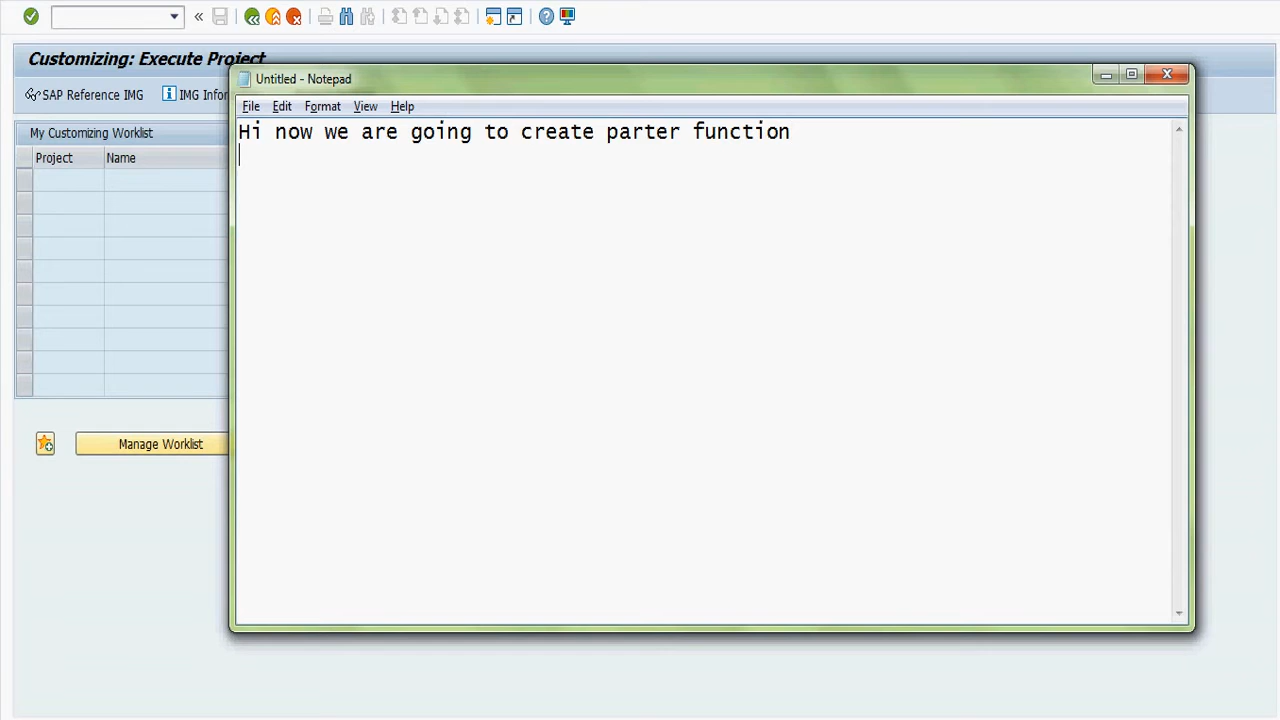 Customizing: Execute Project
Untitled - Notepad
SAP Reference IMG
IMG Infor
File Edit Format View Help
My Customizing Worklist
Hi now we are going to create parter function
Project Name
Manage Worklist